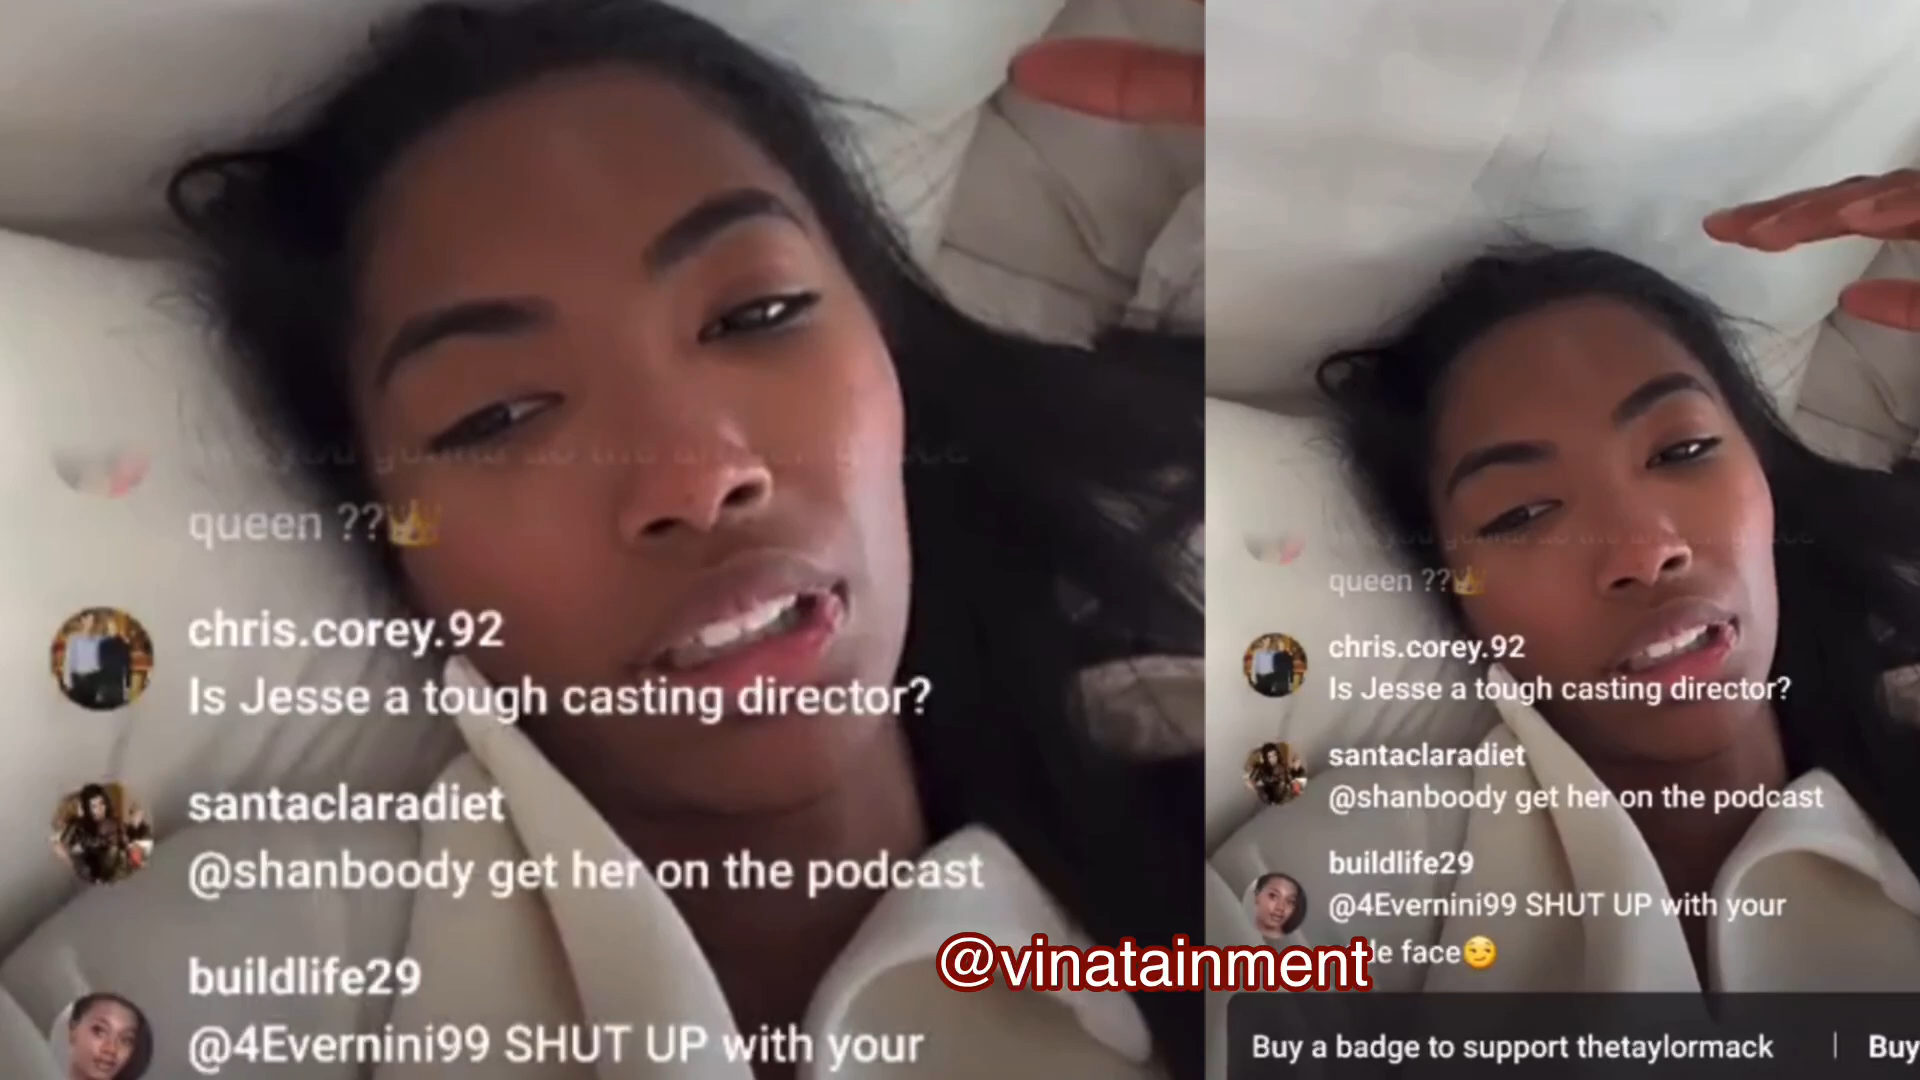 queen ??👑
chris.corey.92
Is Jesse a tough casting director?
santaclaradiet
@shanboody get her on the podcast
buildlife29
@4Evernini99 SHUT UP with your
queen ??👑
chris.corey.92
Is Jesse a tough casting director?
santaclaradiet
@shanboody get her on the podcast
buildlife29
@4Evernini99 SHUT UP with your
face😏
@vinatainment
Buy a badge to support thetaylormack | Buy